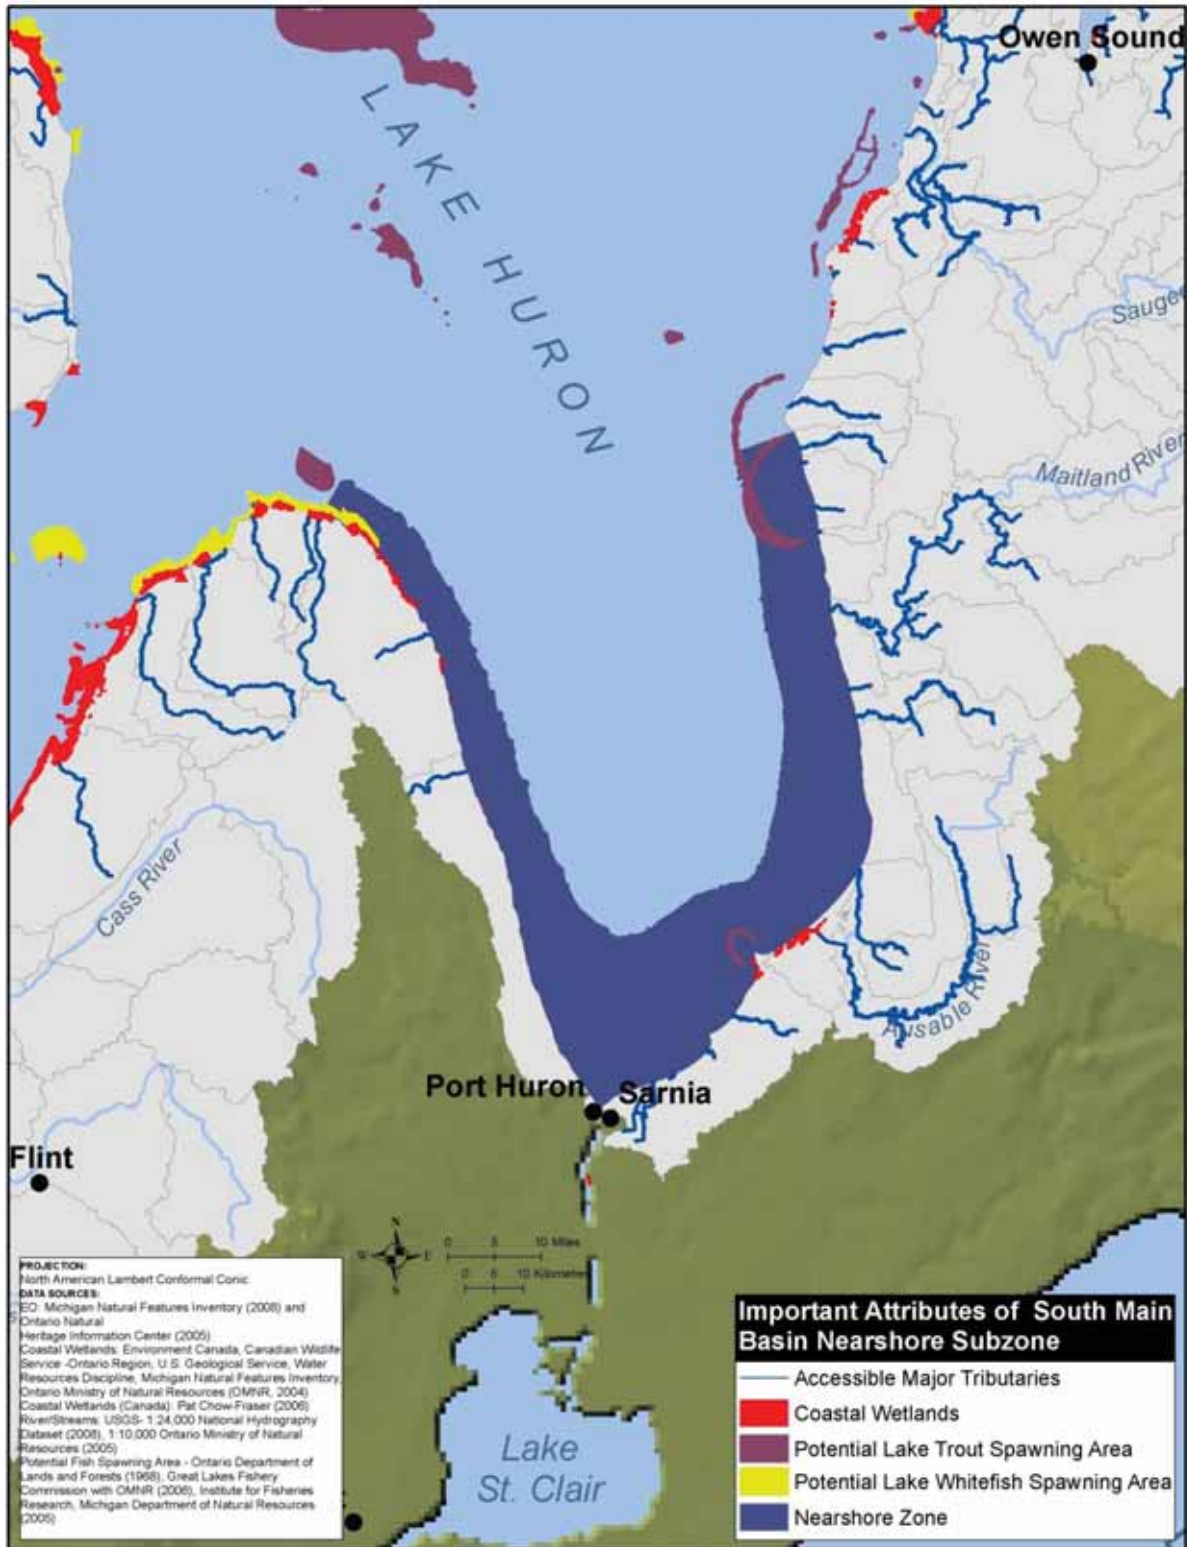 Owen Sound
LAKE HURON
Sauge
Maitland River
Cass River
Ausable River
Port Huron
Sarnia
Flint
N
W
E
S
0 5 10 Miles
0 5 10 Kilometres
PROJECTION:
North American Lambert Conformal Conic
DATA SOURCES:
EO: Michigan Natural Features Inventory (2008) and
Ontario Natural
Heritage Information Center (2005)
Coastal Wetlands: Environment Canada, Canadian Wildlife
Service -Ontario Region, U.S. Geological Service, Water
Resources Discipline, Michigan Natural Features Inventory,
Ontario Ministry of Natural Resources (OMNR, 2004)
Coastal Wetlands (Canada): Pat Chow-Fraser (2006)
River/Streams: USGS- 1:24,000 National Hydrography
Dataset (2008), 1:10,000 Ontario Ministry of Natural
Resources (2005)
Potential Fish Spawning Area - Ontario Department of
Lands and Forests (1968), Great Lakes Fishery
Commission with OMNR (2006), Institute for Fisheries
Research, Michigan Department of Natural Resources
(2005)
Lake
St. Clair
Important Attributes of South Main
Basin Nearshore Subzone
Accessible Major Tributaries
Coastal Wetlands
Potential Lake Trout Spawning Area
Potential Lake Whitefish Spawning Area
Nearshore Zone